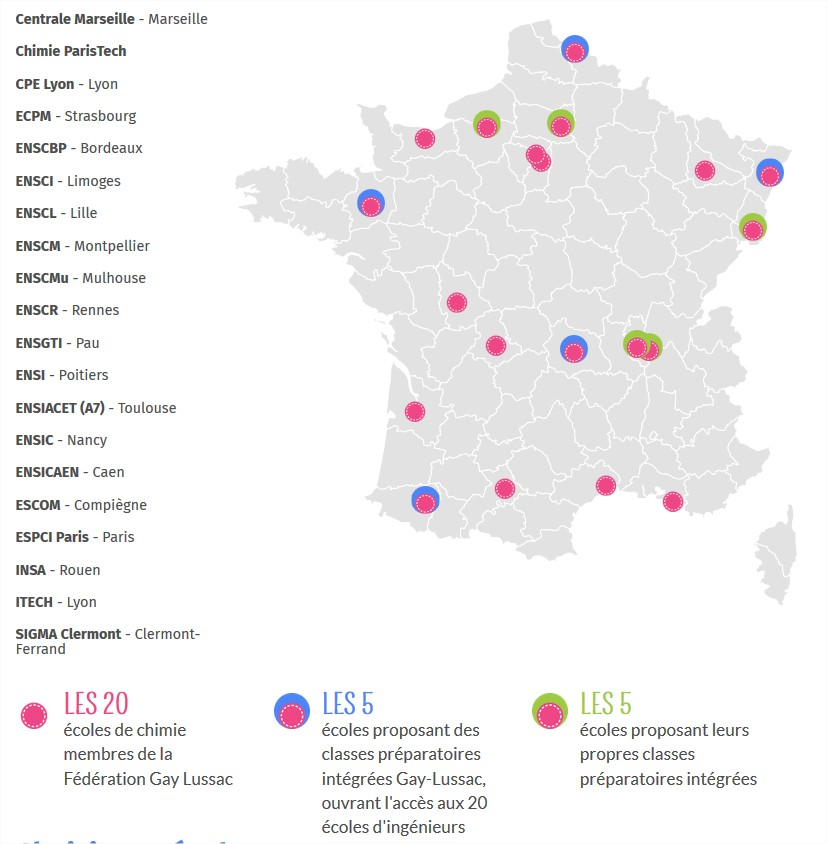 Centrale Marseille - Marseille
Chimie ParisTech
CPE Lyon - Lyon
ECPM - Strasbourg
ENSCBP - Bordeaux
ENSCI - Limoges
ENSCL - Lille
ENSCM - Montpellier
ENSCMu - Mulhouse
ENSCR - Rennes
ENSGTI - Pau
ENSI - Poitiers
ENSIACET (A7) - Toulouse
ENSIC - Nancy
ENSICAEN - Caen
ESCOM - Compiègne
ESPCI Paris - Paris
INSA - Rouen
ITECH - Lyon
SIGMA Clermont - Clermont-
Ferrand
LES 20
écoles de chimie
membres de la
Fédération Gay Lussac
LES 5
écoles proposant des
classes préparatoires
intégrées Gay-Lussac,
ouvrant l'accès aux 20
écoles d'ingénieurs
LES 5
écoles proposant leurs
propres classes
préparatoires intégrées